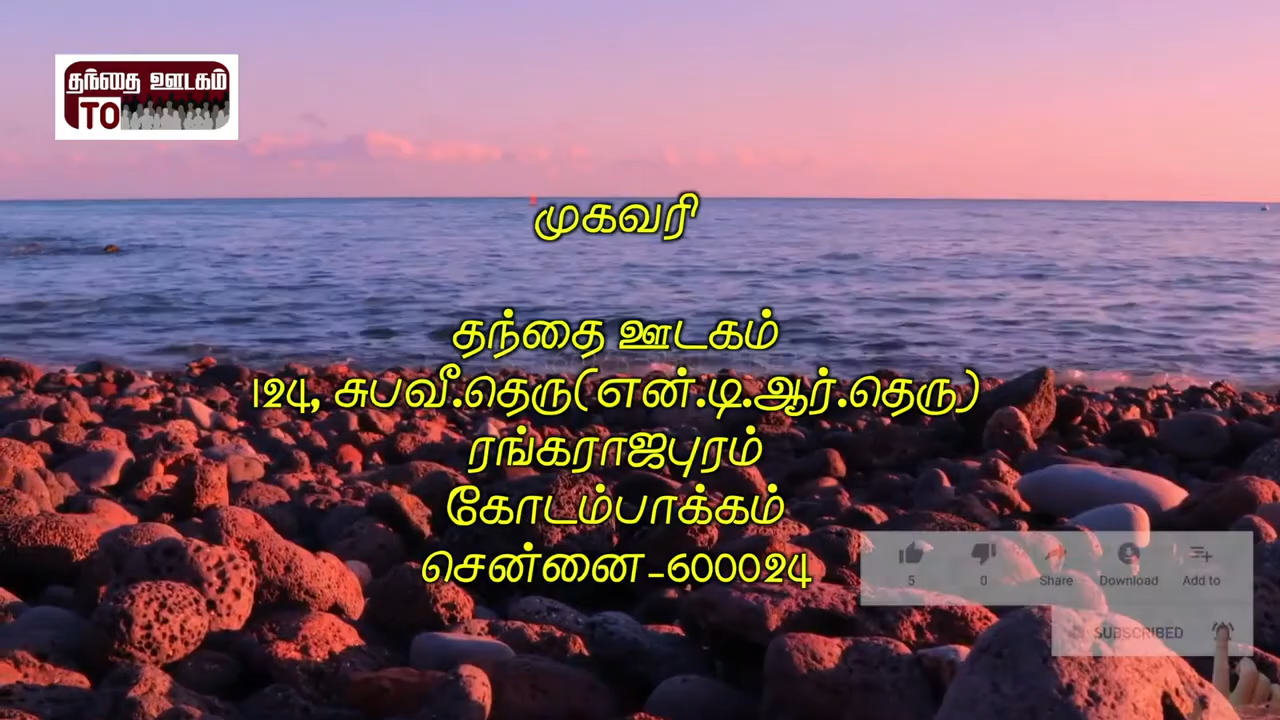 தந்தை ஊடகம்
TO
முகவரி
தந்தை ஊடகம்
124, சுபவீ.தெரு(என்.டி.ஆர்.தெரு)
ரங்கராஜபுரம்
கோடம்பாக்கம்
சென்னை-600024
5 0 Share Download Add to
SUBSCRIBED